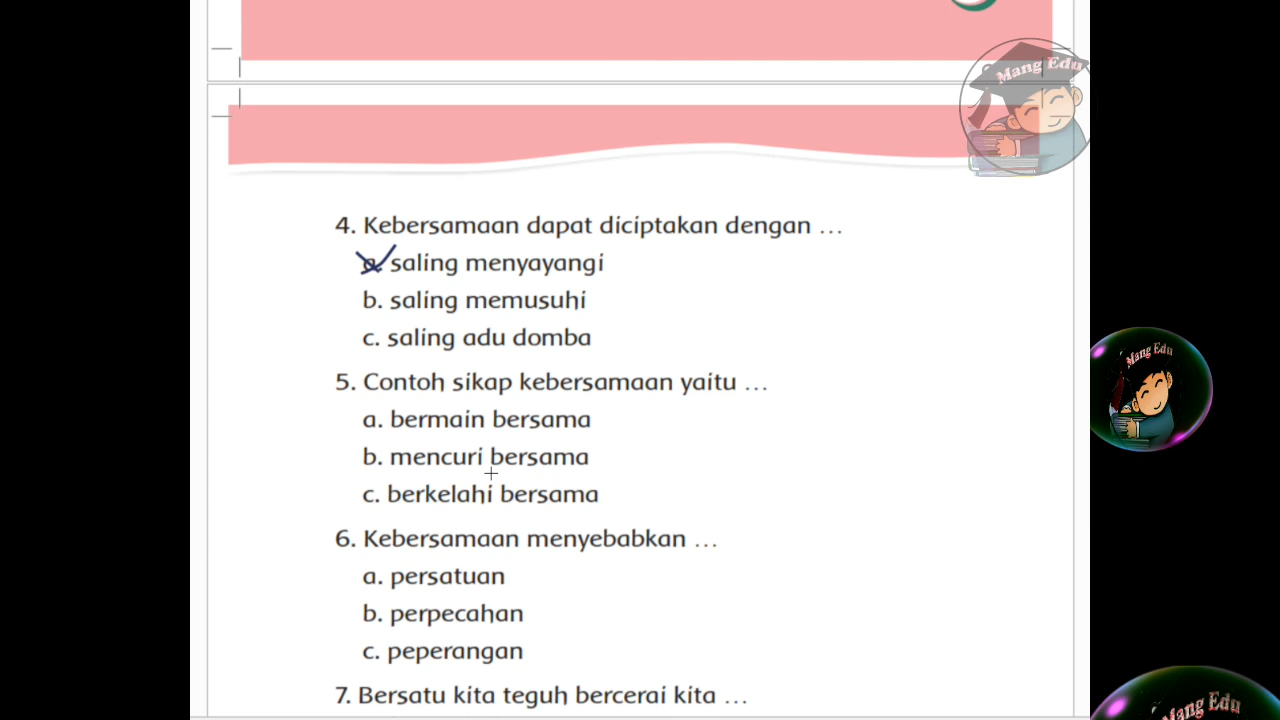 Mang Edu
4. Kebersamaan dapat diciptakan dengan ...
a. saling menyayangi
b. saling memusuhi
c. saling adu domba
5. Contoh sikap kebersamaan yaitu ...
a. bermain bersama
b. mencuri bersama
c. berkelahi bersama
6. Kebersamaan menyebabkan ...
a. persatuan
b. perpecahan
c. peperangan
7. Bersatu kita teguh bercerai kita ...
Mang Edu
Mang Edu